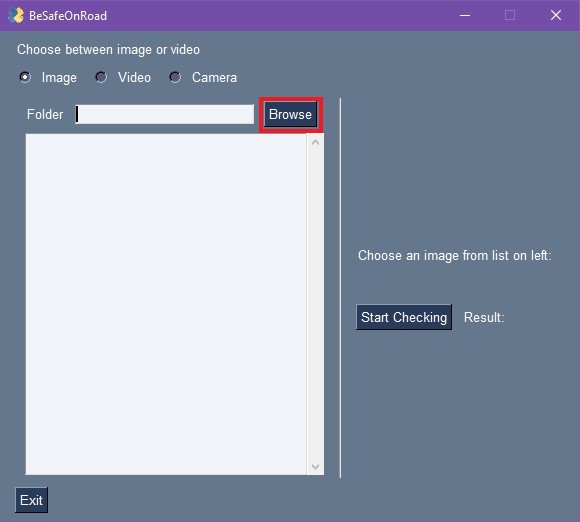 BeSafeOnRoad
Choose between image or video
Image Video Camera
Folder Browse
Choose an image from list on left:
Start Checking Result:
Exit